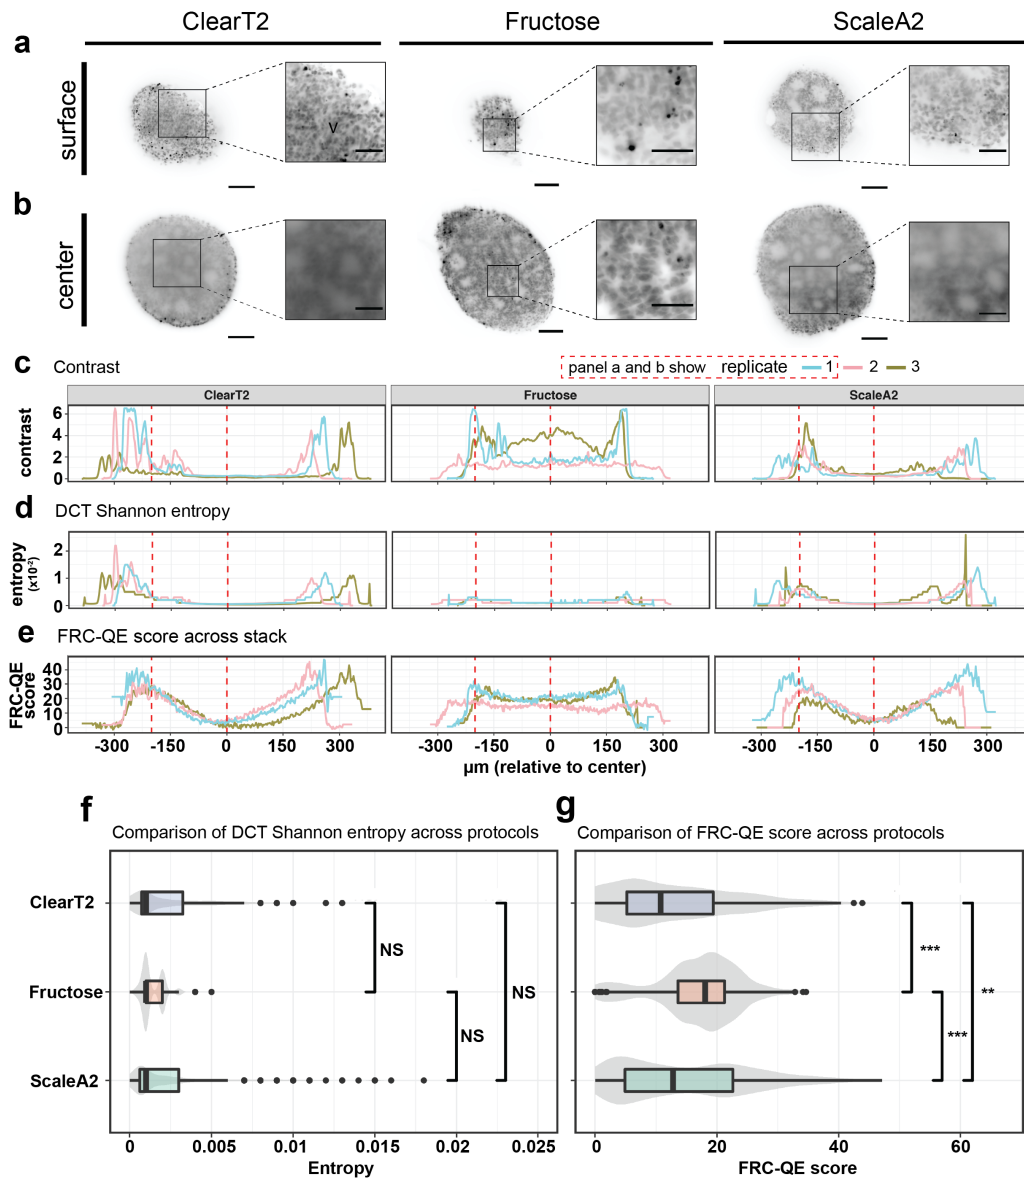 ClearT2 Fructose ScaleA2
a
surface
V
b
center
c Contrast
panel a and b show replicate 1 2 3
ClearT2 Fructose ScaleA2
contrast
6
4
2
0
d DCT Shannon entropy
entropy
(x10⁻²)
2
1
0
e FRC-QE score across stack
FRC-QE
score
40
30
20
10
0
-300 -150 0 150 300 -300 -150 0 150 300 -300 -150 0 150 300
µm (relative to center)
f g
Comparison of DCT Shannon entropy across protocols Comparison of FRC-QE score across protocols
ClearT2
Fructose
ScaleA2
NS
NS
NS
***
***
**
0 0.005 0.01 0.015 0.02 0.025 0 20 40 60
Entropy FRC-QE score